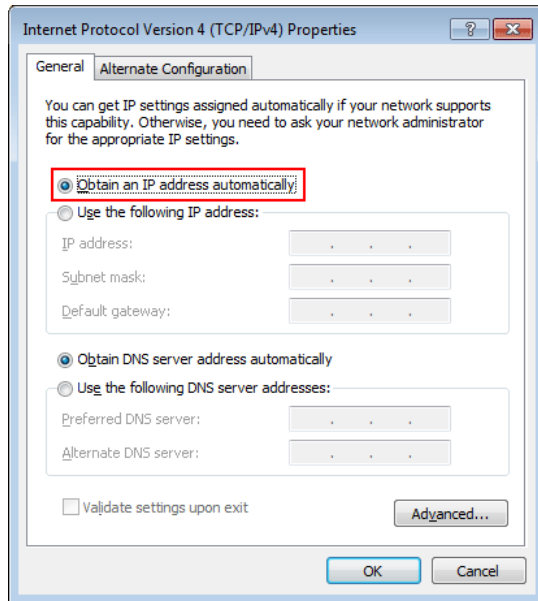 Internet Protocol Version 4 (TCP/IPv4) Properties
General
Alternate Configuration
You can get IP settings assigned automatically if your network supports
this capability. Otherwise, you need to ask your network administrator
for the appropriate IP settings.
Obtain an IP address automatically
Use the following IP address:
IP address:
Subnet mask:
Default gateway:
Obtain DNS server address automatically
Use the following DNS server addresses:
Preferred DNS server:
Alternate DNS server:
Validate settings upon exit
Advanced...
OK
Cancel